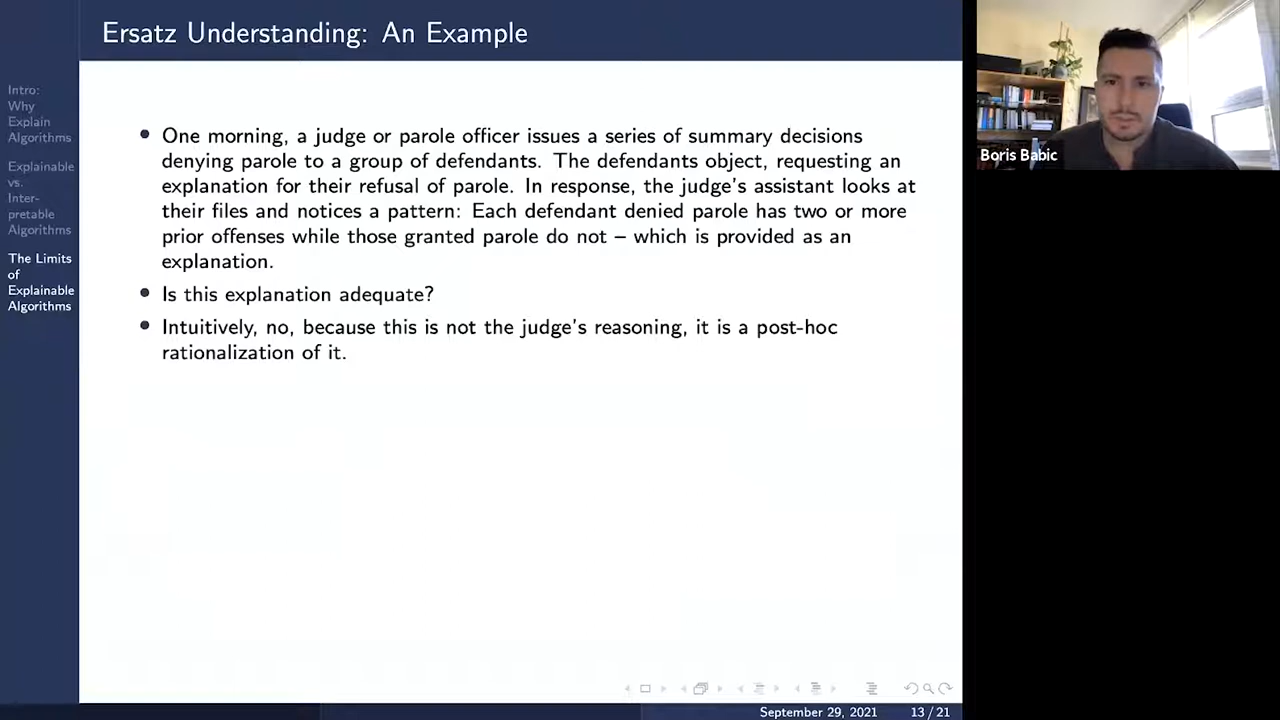 Ersatz Understanding: An Example
Intro:
Why
Explain
Algorithms
Explainable
vs.
Inter-
pretable
Algorithms
The Limits
of
Explainable
Algorithms
One morning, a judge or parole officer issues a series of summary decisions
denying parole to a group of defendants. The defendants object, requesting an
explanation for their refusal of parole. In response, the judge's assistant looks at
their files and notices a pattern: Each defendant denied parole has two or more
prior offenses while those granted parole do not – which is provided as an
explanation.
Is this explanation adequate?
Intuitively, no, because this is not the judge's reasoning, it is a post-hoc
rationalization of it.
September 29, 2021 13 / 21
Boris Babic